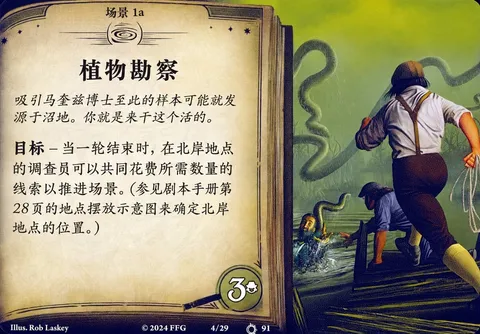 场景 1a
植物勘察
吸引马奎兹博士至此的样本可能就发
源于沼地。你就是来干这个活的。
目标 – 当一轮结束时，在北岸地点
的调查员可以共同花费所需数量的
线索以推进场景。（参见剧本手册第
28页的地点摆放示意图来确定北岸
地点的位置。）
3
Illus. Rob Laskey
© 2024 FFG
4/29
91